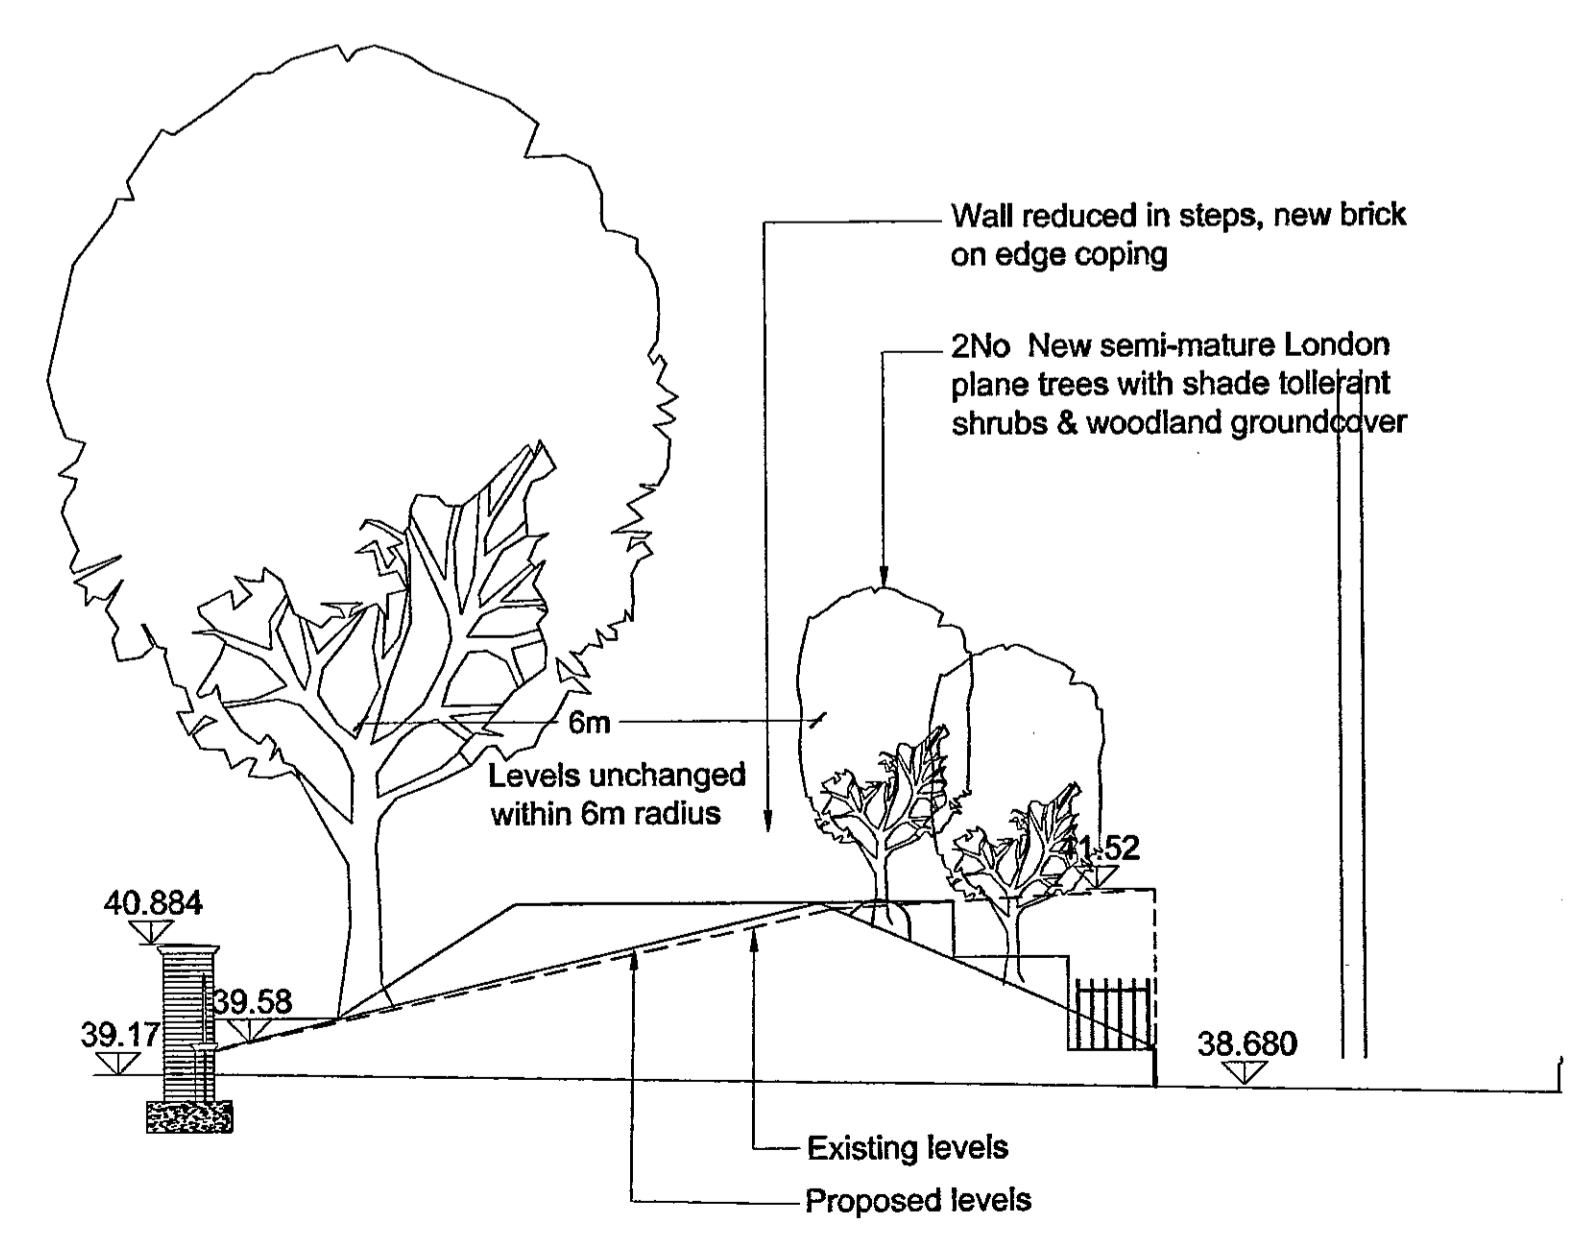 Wall reduced in steps, new brick
on edge coping
2No New semi-mature London
plane trees with shade tollerant
shrubs & woodland groundcover
6m
Levels unchanged
within 6m radius
41.52
40.884
39.58
39.17
38.680
Existing levels
Proposed levels